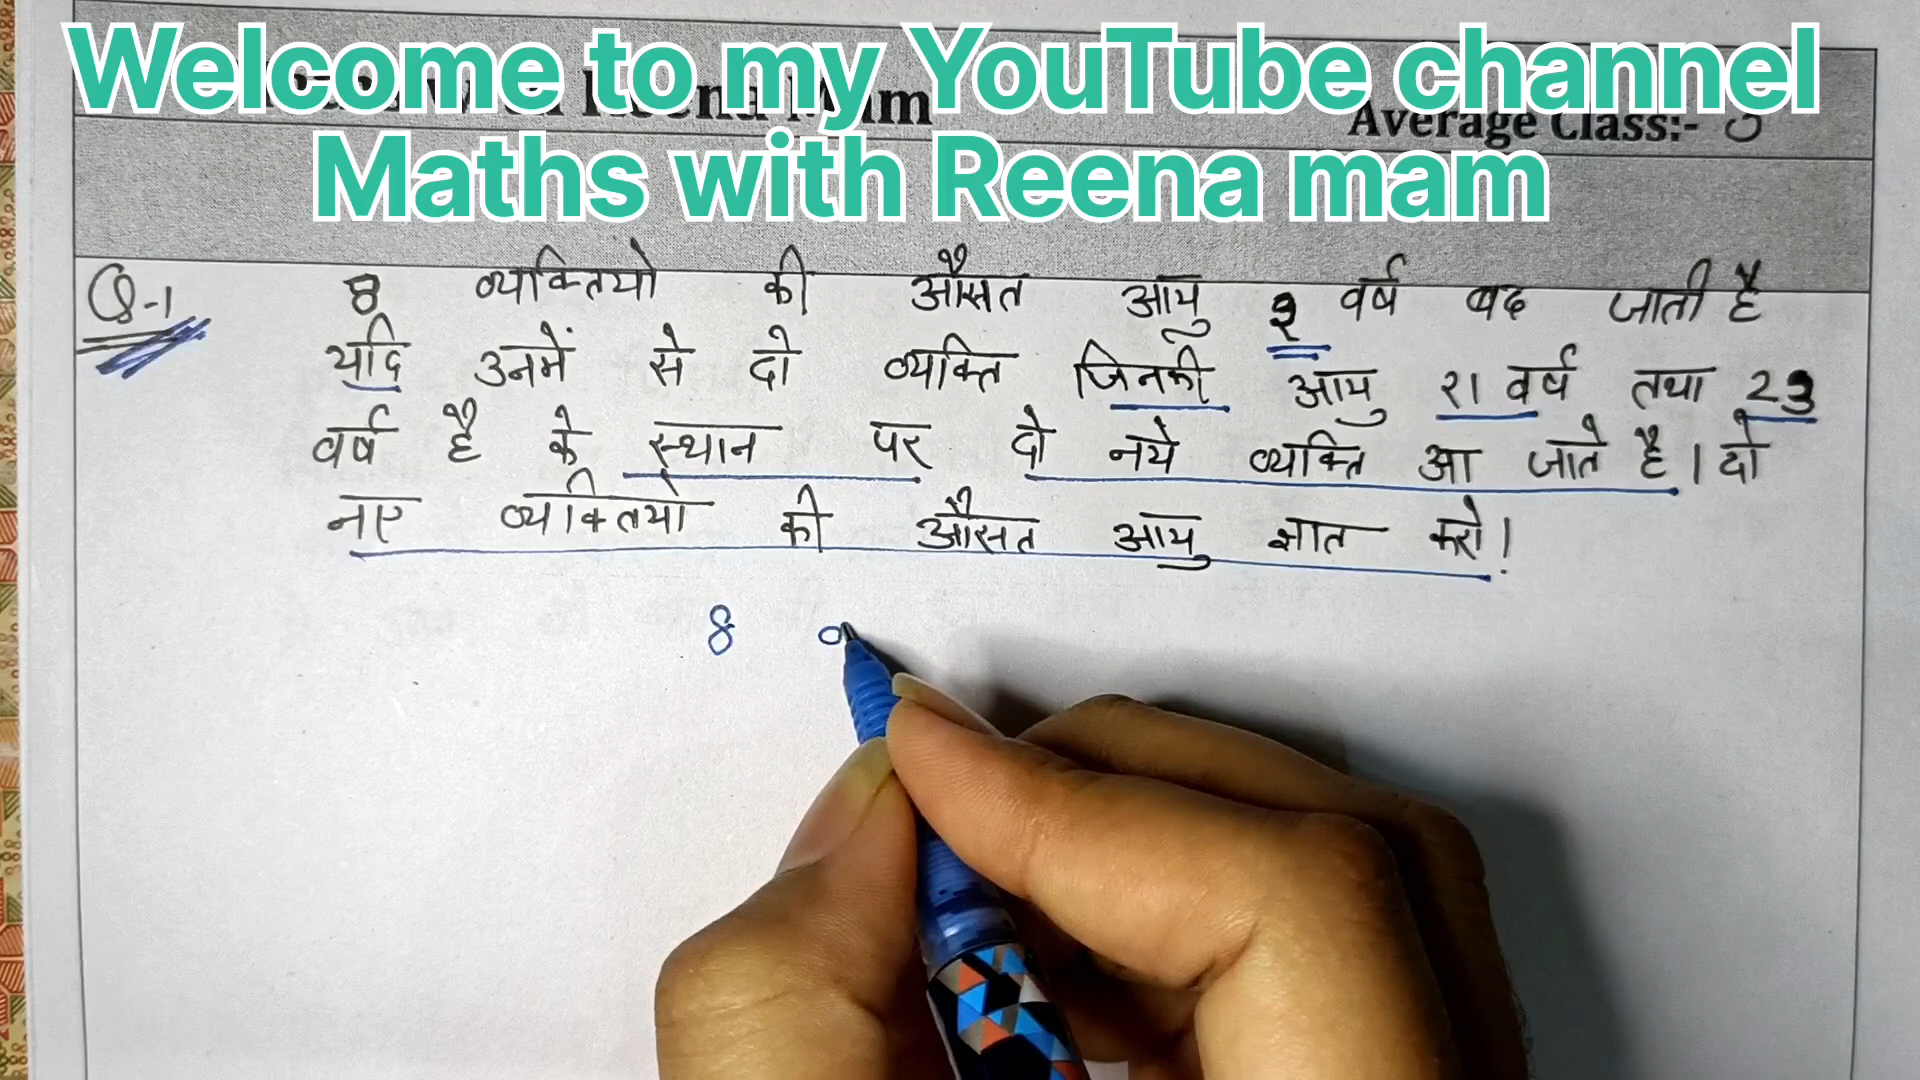 Welcome to my YouTube channel
Maths with Reena mam
Average Class:-
Q-1 8 व्यक्तियो की औसत आयु 2 वर्ष बढ जाती है
यदि उनमें से दो व्यक्ति जिनकी आयु 21 वर्ष तथा 23
वर्ष है के स्थान पर दो नये व्यक्ति आ जाते है। दो
नए व्यक्तियो की औसत आयु ज्ञात करो।
8